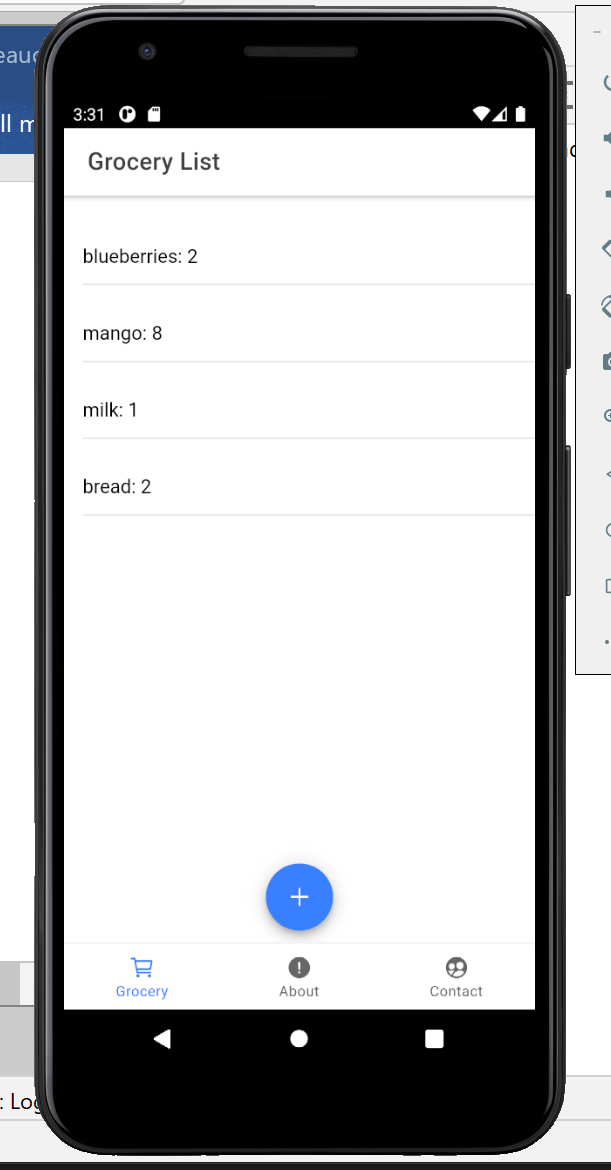 3:31
Grocery List
blueberries: 2
mango: 8
milk: 1
bread: 2
Grocery
About
Contact